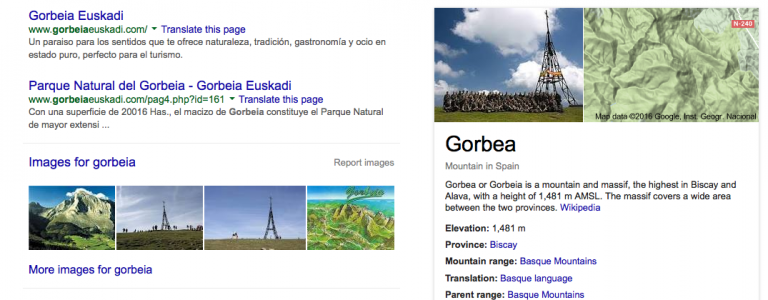 Gorbeia Euskadi
www.gorbeiaeuskadi.com/ Translate this page
Un paraiso para los sentidos que te ofrece naturaleza, tradición, gastronomía y ocio en
estado puro, perfecto para el turismo.
Parque Natural del Gorbeia - Gorbeia Euskadi
www.gorbeiaeuskadi.com/pag4.php?id=161 Translate this page
Con una superficie de 20016 Has., el macizo de Gorbeia constituye el Parque Natural
de mayor extensi ...
Images for gorbeia Report images
Gorbeia
More images for gorbeia
N-240
Map data ©2016 Google, Inst. Geogr. Nacional
Gorbea
Mountain in Spain
Gorbea or Gorbeia is a mountain and massif, the highest in Biscay and
Alava, with a height of 1,481 m AMSL. The massif covers a wide area
between the two provinces. Wikipedia
Elevation: 1,481 m
Province: Biscay
Mountain range: Basque Mountains
Translation: Basque language
Parent range: Basque Mountains